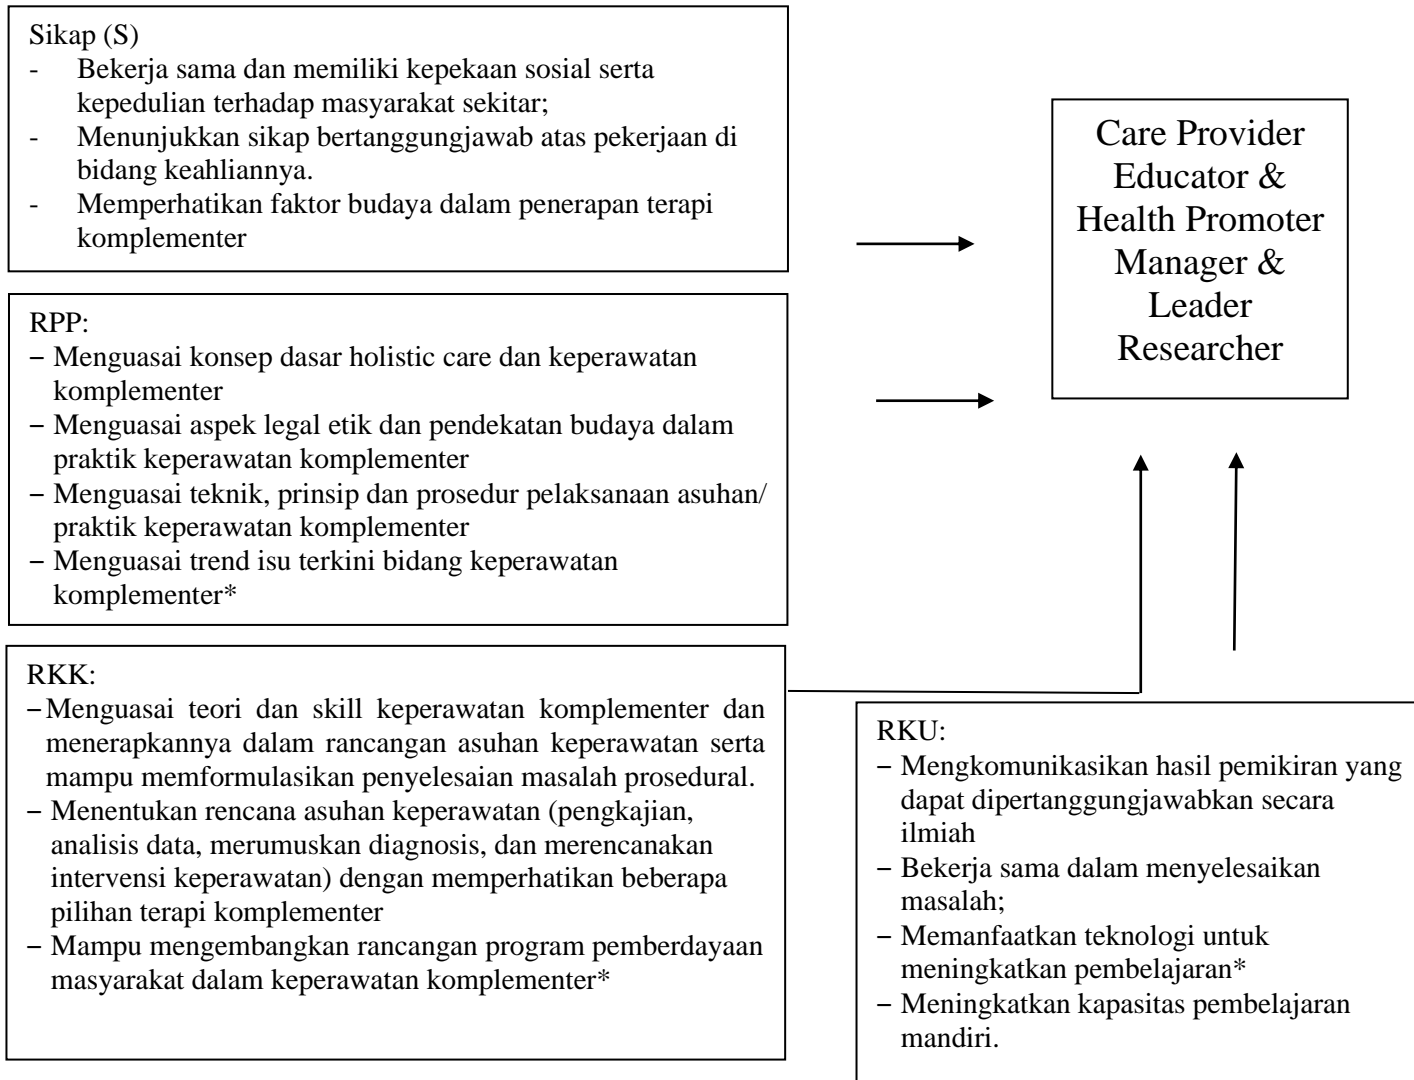 Sikap (S)
- Bekerja sama dan memiliki kepekaan sosial serta
kepedulian terhadap masyarakat sekitar;
- Menunjukkan sikap bertanggungjawab atas pekerjaan di
bidang keahliannya.
- Memperhatikan faktor budaya dalam penerapan terapi
komplementer
Care Provider
Educator &
Health Promoter
Manager &
Leader
Researcher
RPP:
− Menguasai konsep dasar holistic care dan keperawatan
komplementer
− Menguasai aspek legal etik dan pendekatan budaya dalam
praktik keperawatan komplementer
− Menguasai teknik, prinsip dan prosedur pelaksanaan asuhan/
praktik keperawatan komplementer
− Menguasai trend isu terkini bidang keperawatan
komplementer*
RKK:
− Menguasai teori dan skill keperawatan komplementer dan
menerapkannya dalam rancangan asuhan keperawatan serta
mampu memformulasikan penyelesaian masalah prosedural.
− Menentukan rencana asuhan keperawatan (pengkajian,
analisis data, merumuskan diagnosis, dan merencanakan
intervensi keperawatan) dengan memperhatikan beberapa
pilihan terapi komplementer
− Mampu mengembangkan rancangan program pemberdayaan
masyarakat dalam keperawatan komplementer*
RKU:
− Mengkomunikasikan hasil pemikiran yang
dapat dipertanggungjawabkan secara
ilmiah
− Bekerja sama dalam menyelesaikan
masalah;
− Memanfaatkan teknologi untuk
meningkatkan pembelajaran*
− Meningkatkan kapasitas pembelajaran
mandiri.